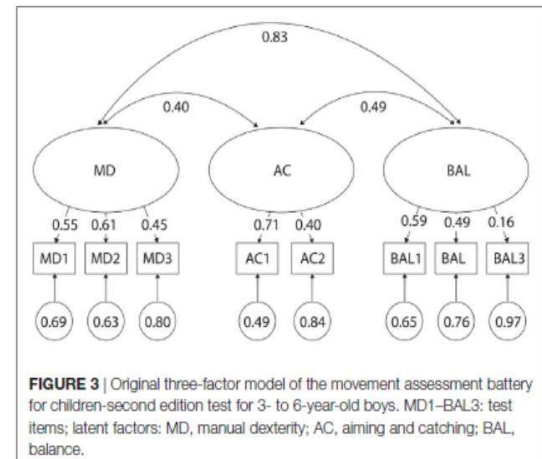 0.83
0.40 0.49
MD AC BAL
0.55 0.61 0.45 0.71 0.40 0.59 0.49 0.16
MD1 MD2 MD3 AC1 AC2 BAL1 BAL BAL3
0.69 0.63 0.80 0.49 0.84 0.65 0.76 0.97
FIGURE 3 | Original three-factor model of the movement assessment battery
for children-second edition test for 3- to 6-year-old boys. MD1–BAL3: test
items; latent factors: MD, manual dexterity; AC, aiming and catching; BAL,
balance.